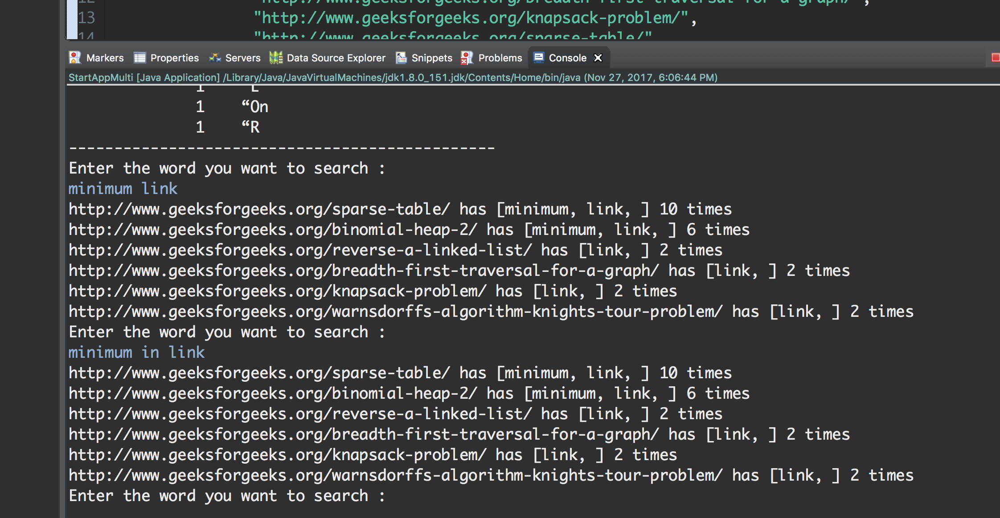 12 "http://www.geeksforgeeks.org/breadth-first-traversal-for-a-graph/",
13 "http://www.geeksforgeeks.org/knapsack-problem/",
14 "http://www.geeksforgeeks.org/sparse-table/"
Markers Properties Servers Data Source Explorer Snippets Problems Console
StartAppMulti [Java Application] /Library/Java/JavaVirtualMachines/jdk1.8.0_151.jdk/Contents/Home/bin/java (Nov 27, 2017, 6:06:44 PM)
1
1 “On
1 “R
-----------------------------------------------
Enter the word you want to search :
minimum link
http://www.geeksforgeeks.org/sparse-table/ has [minimum, link, ] 10 times
http://www.geeksforgeeks.org/binomial-heap-2/ has [minimum, link, ] 6 times
http://www.geeksforgeeks.org/reverse-a-linked-list/ has [link, ] 2 times
http://www.geeksforgeeks.org/breadth-first-traversal-for-a-graph/ has [link, ] 2 times
http://www.geeksforgeeks.org/knapsack-problem/ has [link, ] 2 times
http://www.geeksforgeeks.org/warnsdorffs-algorithm-knights-tour-problem/ has [link, ] 2 times
Enter the word you want to search :
minimum in link
http://www.geeksforgeeks.org/sparse-table/ has [minimum, link, ] 10 times
http://www.geeksforgeeks.org/binomial-heap-2/ has [minimum, link, ] 6 times
http://www.geeksforgeeks.org/reverse-a-linked-list/ has [link, ] 2 times
http://www.geeksforgeeks.org/breadth-first-traversal-for-a-graph/ has [link, ] 2 times
http://www.geeksforgeeks.org/knapsack-problem/ has [link, ] 2 times
http://www.geeksforgeeks.org/warnsdorffs-algorithm-knights-tour-problem/ has [link, ] 2 times
Enter the word you want to search :